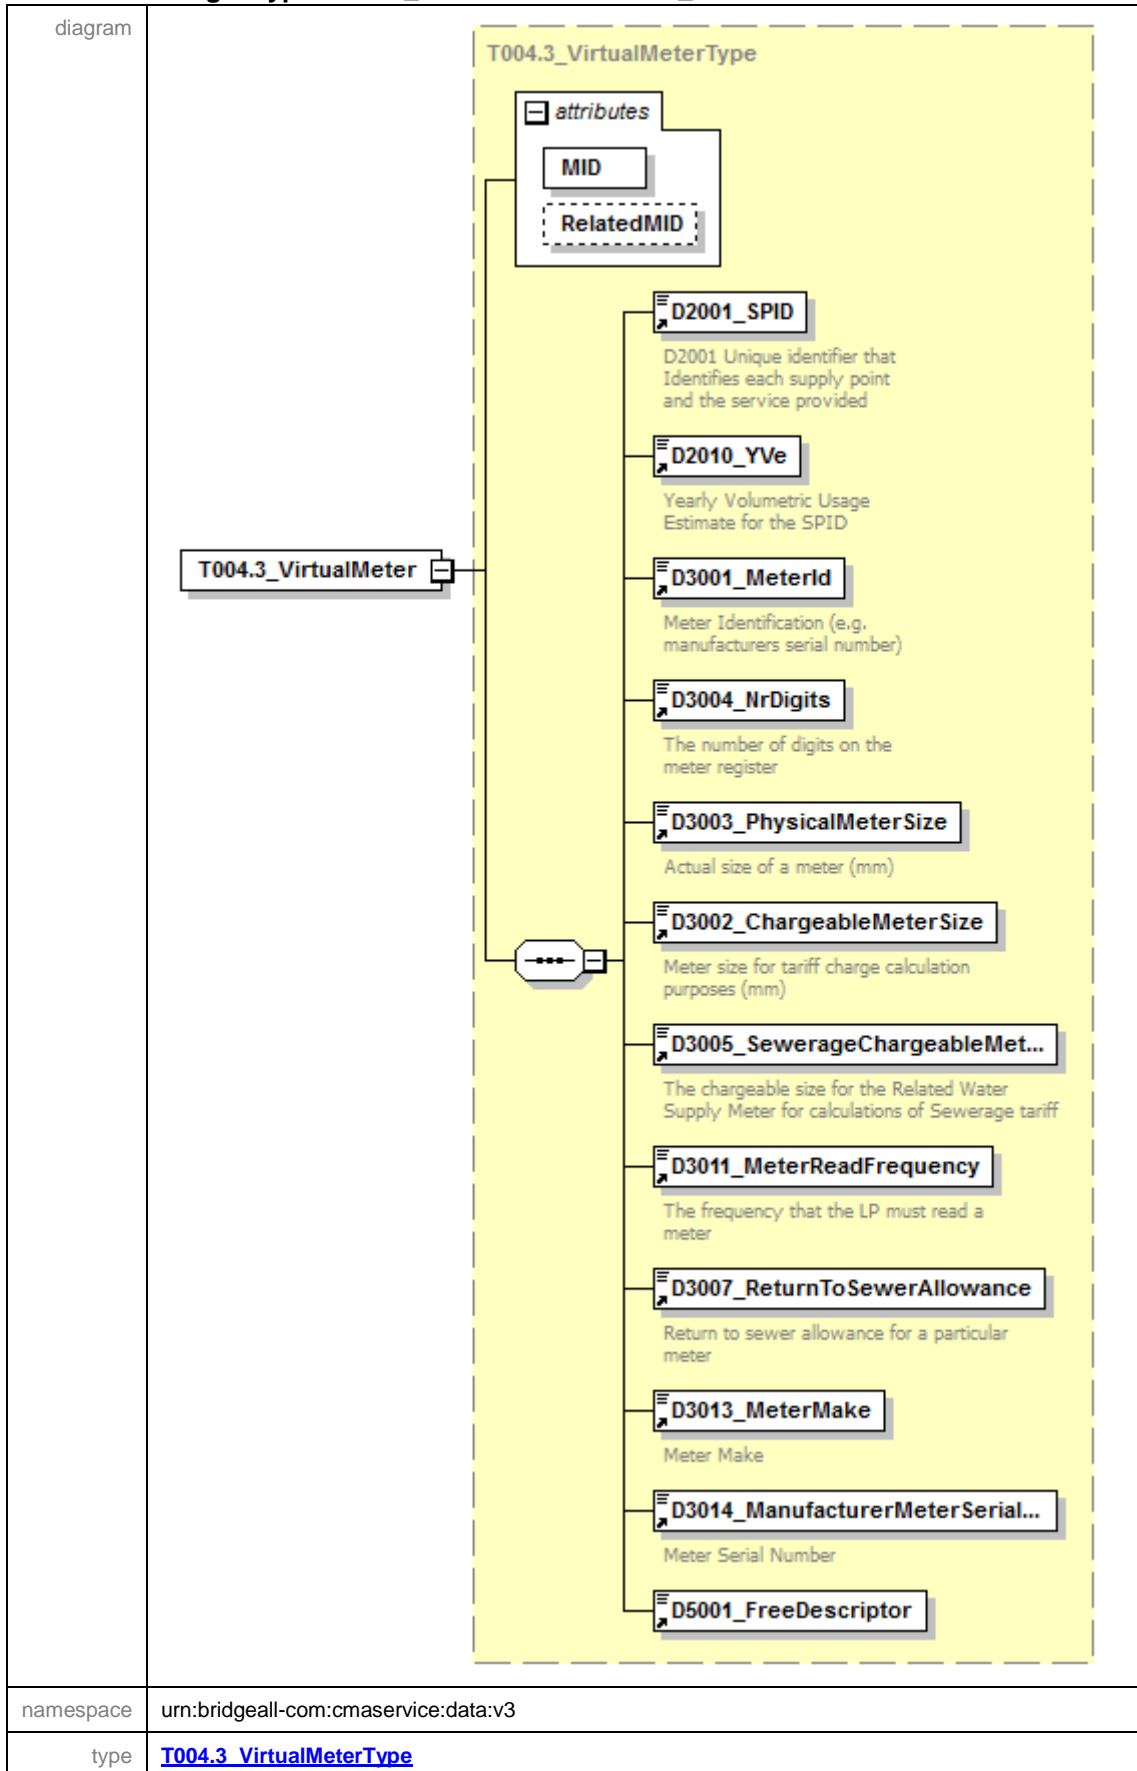 diagram
T004.3_VirtualMeterType
attributes
MID
RelatedMID
D2001_SPID
D2001 Unique identifier that
Identifies each supply point
and the service provided
D2010_YVe
Yearly Volumetric Usage
Estimate for the SPID
T004.3_VirtualMeter
D3001_MeterId
Meter Identification (e.g.
manufacturers serial number)
D3004_NrDigits
The number of digits on the
meter register
D3003_PhysicalMeterSize
Actual size of a meter (mm)
D3002_ChargeableMeterSize
Meter size for tariff charge calculation
purposes (mm)
D3005_SewerageChargeableMet...
The chargeable size for the Related Water
Supply Meter for calculations of Sewerage tariff
D3011_MeterReadFrequency
The frequency that the LP must read a
meter
D3007_ReturnToSewerAllowance
Return to sewer allowance for a particular
meter
D3013_MeterMake
Meter Make
D3014_ManufacturerMeterSerial...
Meter Serial Number
D5001_FreeDescriptor
namespace urn:bridgeall-com:cmaservice:data:v3
type T004.3_VirtualMeterType